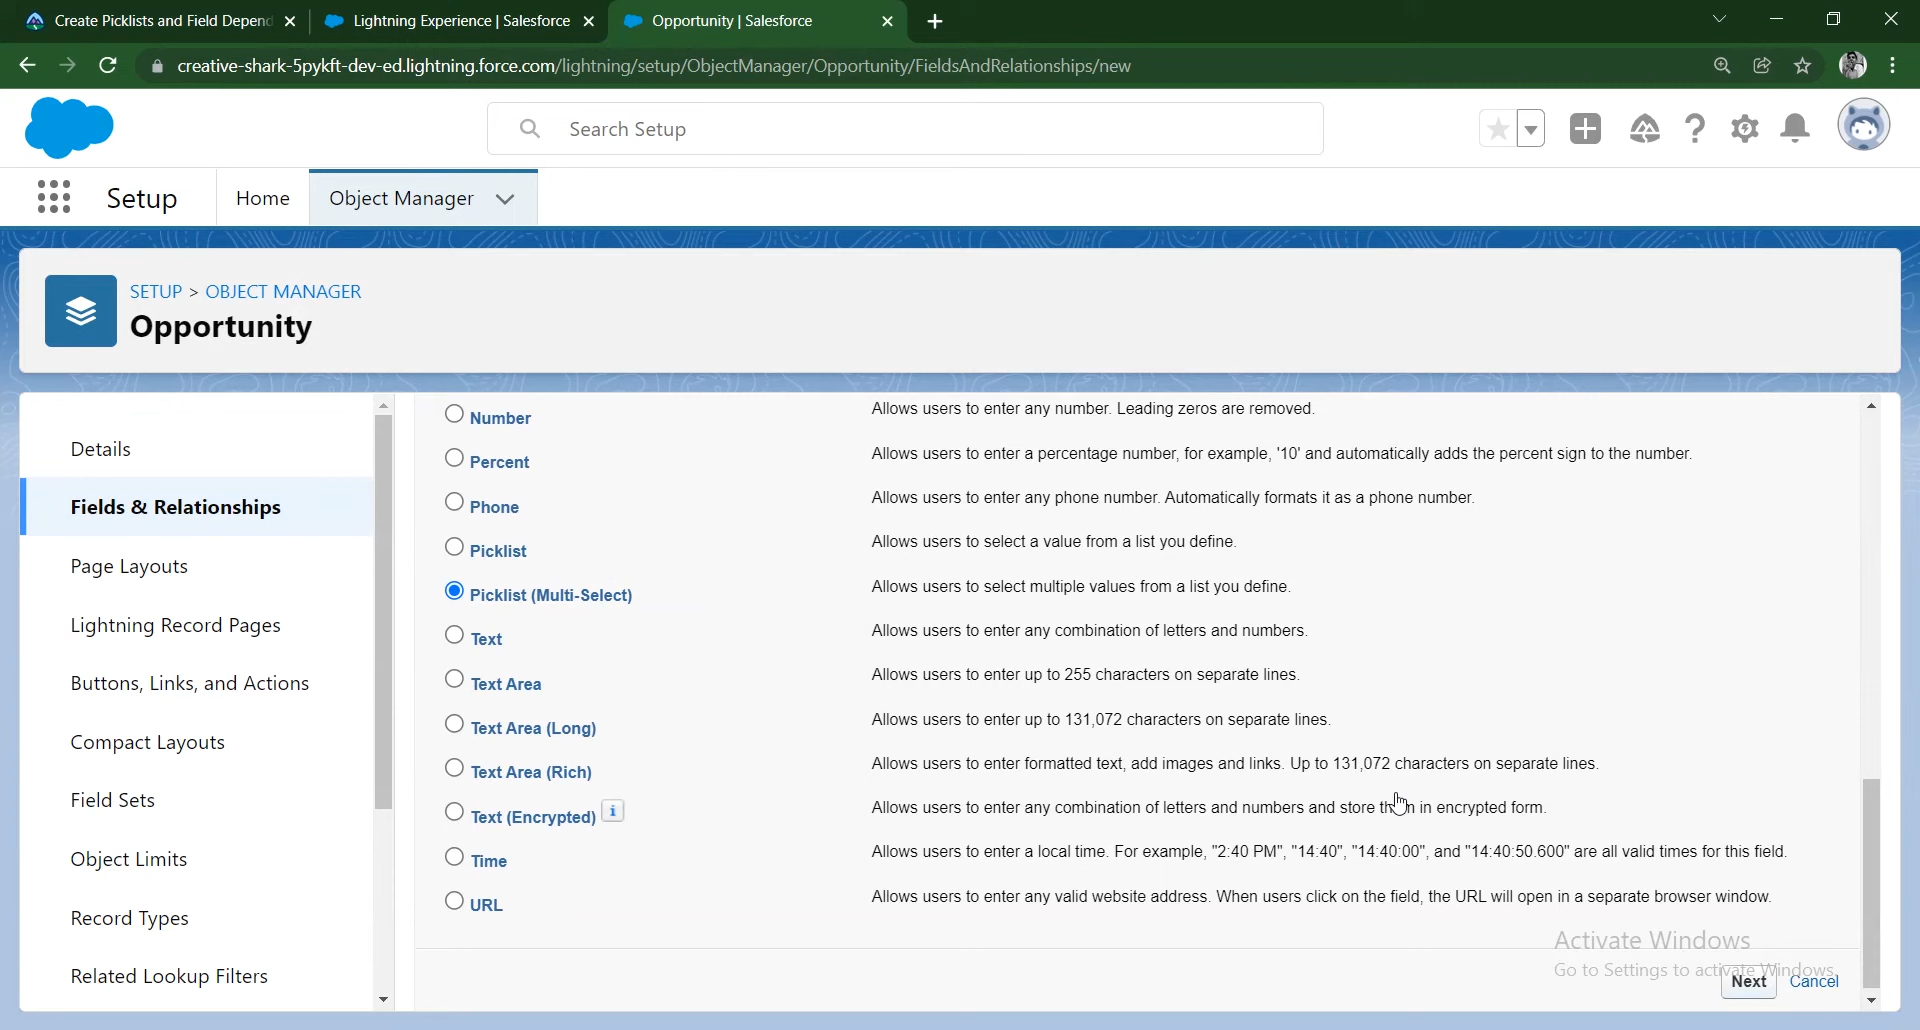 Create Picklists and Field Depend
Lightning Experience | Salesforce
Opportunity | Salesforce
creative-shark-5pykft-dev-ed.lightning.force.com/lightning/setup/ObjectManager/Opportunity/FieldsAndRelationships/new
Search Setup
Setup
Home
Object Manager
SETUP > OBJECT MANAGER
Opportunity
Details
Fields & Relationships
Page Layouts
Lightning Record Pages
Buttons, Links, and Actions
Compact Layouts
Field Sets
Object Limits
Record Types
Related Lookup Filters
Number Allows users to enter any number. Leading zeros are removed.
Percent Allows users to enter a percentage number, for example, '10' and automatically adds the percent sign to the number.
Phone Allows users to enter any phone number. Automatically formats it as a phone number.
Picklist Allows users to select a value from a list you define.
Picklist (Multi-Select) Allows users to select multiple values from a list you define.
Text Allows users to enter any combination of letters and numbers.
Text Area Allows users to enter up to 255 characters on separate lines.
Text Area (Long) Allows users to enter up to 131,072 characters on separate lines.
Text Area (Rich) Allows users to enter formatted text, add images and links. Up to 131,072 characters on separate lines.
Text (Encrypted) i Allows users to enter any combination of letters and numbers and store them in encrypted form.
Time Allows users to enter a local time. For example, "2:40 PM", "14:40", "14:40:00", and "14:40:50.600" are all valid times for this field.
URL Allows users to enter any valid website address. When users click on the field, the URL will open in a separate browser window.
Activate Windows
Go to Settings to activate Windows.
Next Cancel